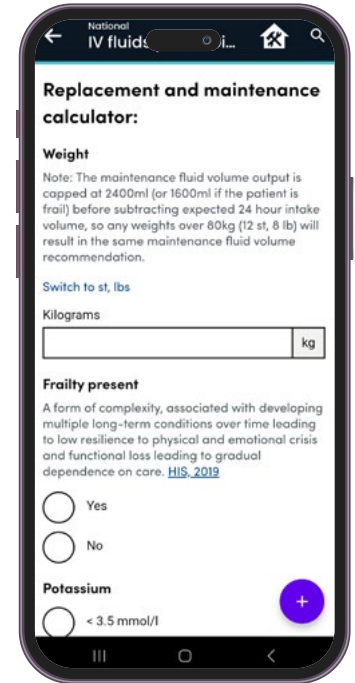 National
IV fluids i...
Replacement and maintenance
calculator:
Weight
Note: The maintenance fluid volume output is
capped at 2400ml (or 1600ml if the patient is
frail) before subtracting expected 24 hour intake
volume, so any weights over 80kg (12 st, 8 lb) will
result in the same maintenance fluid volume
recommendation.
Switch to st, lbs
Kilograms
kg
Frailty present
A form of complexity, associated with developing
multiple long-term conditions over time leading
to low resilience to physical and emotional crisis
and functional loss leading to gradual
dependence on care. HIS, 2019
Yes
No
Potassium
< 3.5 mmol/l
+